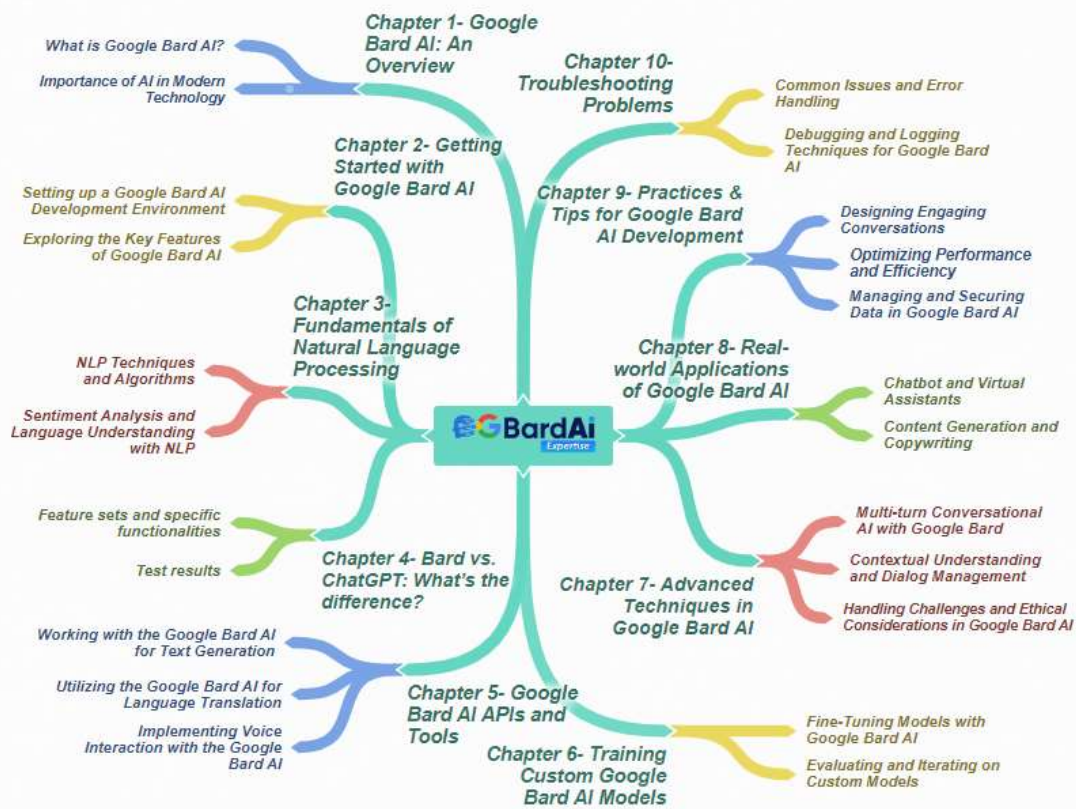 Chapter 1- Google
Bard AI: An
Overview
What is Google Bard AI?
Importance of AI in Modern
Technology
Chapter 2- Getting
Started with
Google Bard AI
Setting up a Google Bard AI
Development Environment
Exploring the Key Features
of Google Bard AI
Chapter 3-
Fundamentals of
Natural Language
Processing
NLP Techniques
and Algorithms
Sentiment Analysis and
Language Understanding
with NLP
Chapter 4- Bard vs.
ChatGPT: What's the
difference?
Feature sets and specific
functionalities
Test results
Chapter 5- Google
Bard AI APIs and
Tools
Working with the Google Bard AI
for Text Generation
Utilizing the Google Bard AI for
Language Translation
Implementing Voice
Interaction with the Google
Bard AI
Chapter 6- Training
Custom Google
Bard AI Models
Fine-Tuning Models with
Google Bard AI
Evaluating and Iterating on
Custom Models
Chapter 7- Advanced
Techniques in
Google Bard AI
Multi-turn Conversational
AI with Google Bard
Contextual Understanding
and Dialog Management
Handling Challenges and Ethical
Considerations in Google Bard AI
Chapter 8- Real-
world Applications
of Google Bard AI
Chatbot and Virtual
Assistants
Content Generation and
Copywriting
Chapter 9- Practices &
Tips for Google Bard
AI Development
Designing Engaging
Conversations
Optimizing Performance
and Efficiency
Managing and Securing
Data in Google Bard AI
Chapter 10-
Troubleshooting
Problems
Common Issues and Error
Handling
Debugging and Logging
Techniques for Google Bard
AI
G BardAi
Expertise